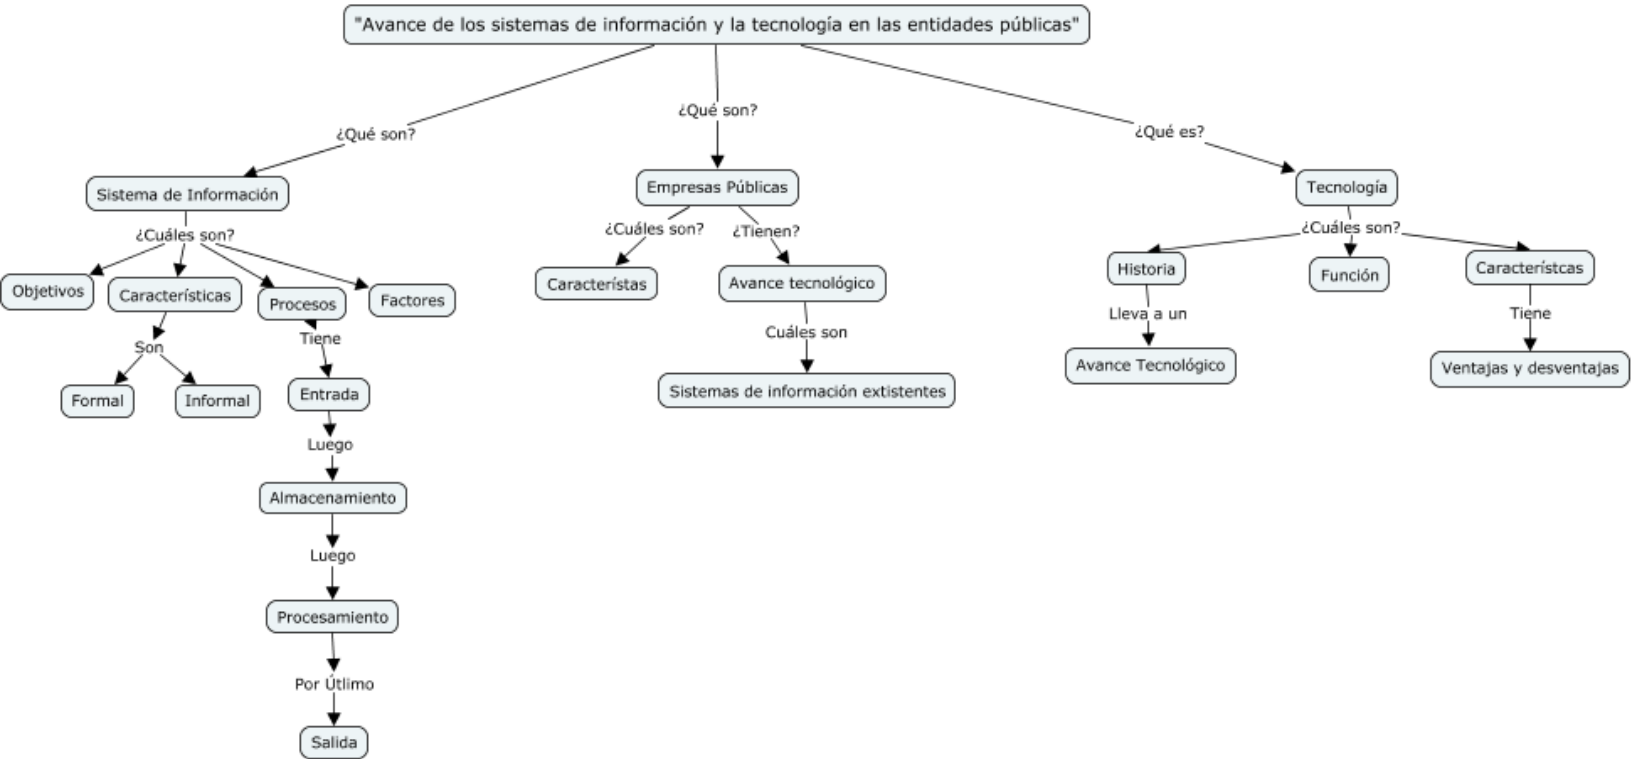 "Avance de los sistemas de información y la tecnología en las entidades públicas"
¿Qué son?
¿Qué son?
¿Qué es?
Sistema de Información
Empresas Públicas
Tecnología
¿Cuáles son?
¿Cuáles son?
¿Tienen?
¿Cuáles son?
Objetivos
Características
Procesos
Factores
Característas
Avance tecnológico
Historia
Función
Característcas
Son
Tiene
Cuáles son
Lleva a un
Tiene
Formal
Informal
Entrada
Sistemas de información extistentes
Avance Tecnológico
Ventajas y desventajas
Luego
Almacenamiento
Luego
Procesamiento
Por Útlimo
Salida